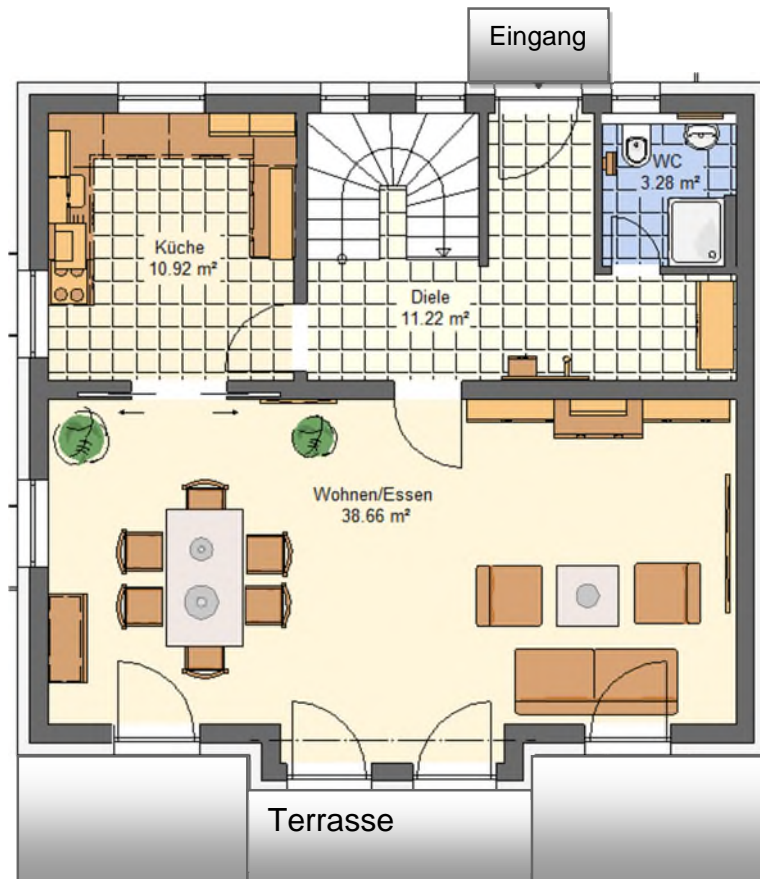 Eingang
WC
3.28 m²
Küche
10.92 m²
Diele
11.22 m²
Wohnen/Essen
38.66 m²
Terrasse